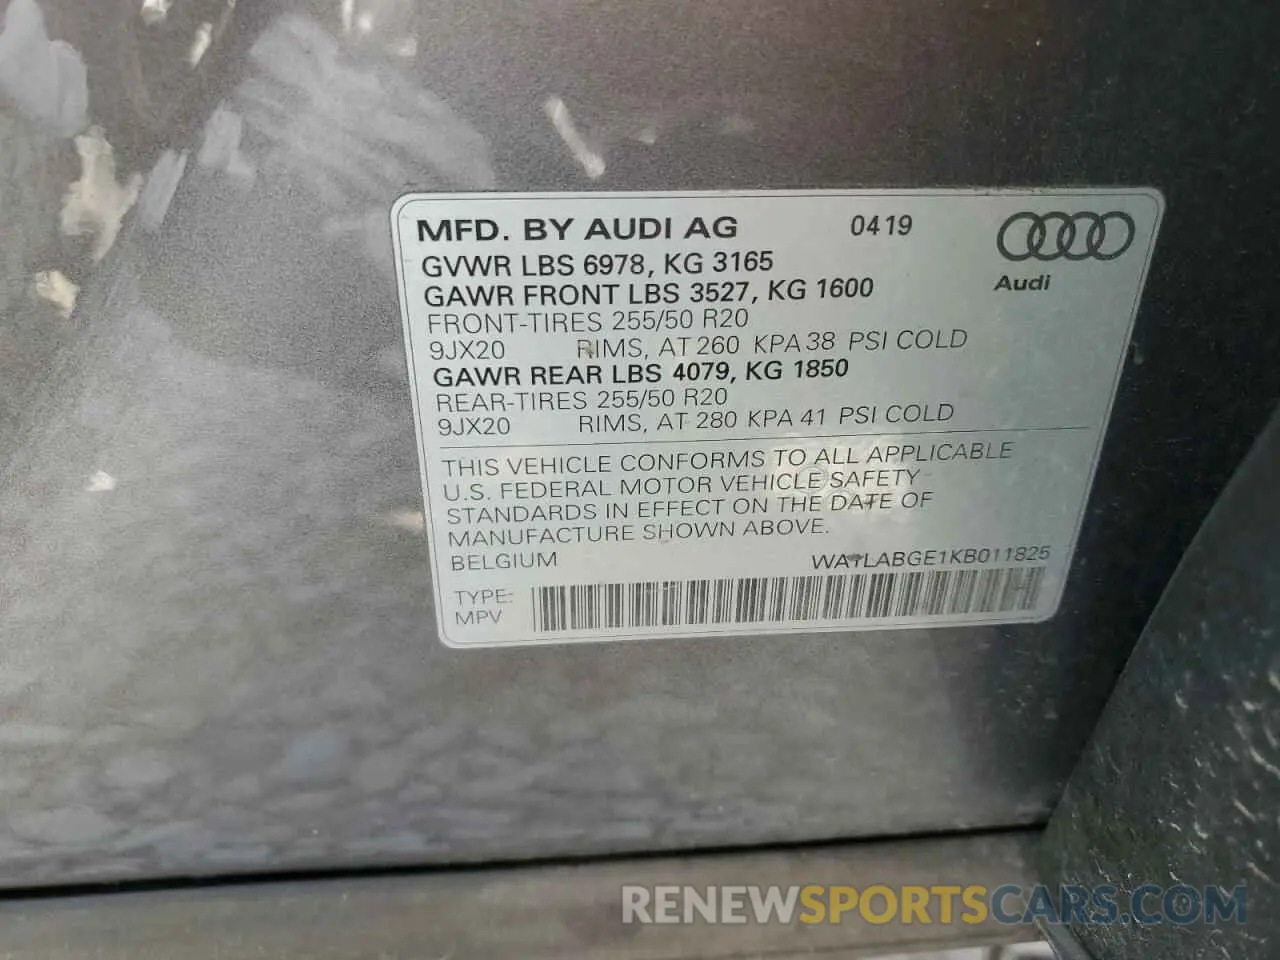 MFD. BY AUDI AG 0419
GVWR LBS 6978, KG 3165
GAWR FRONT LBS 3527, KG 1600
Audi
FRONT-TIRES 255/50 R20
9JX20 RIMS, AT 260 KPA 38 PSI COLD
GAWR REAR LBS 4079, KG 1850
REAR-TIRES 255/50 R20
9JX20 RIMS, AT 280 KPA 41 PSI COLD
THIS VEHICLE CONFORMS TO ALL APPLICABLE
U.S. FEDERAL MOTOR VEHICLE SAFETY
STANDARDS IN EFFECT ON THE DATE OF
MANUFACTURE SHOWN ABOVE.
BELGIUM WA1LABGE1KB011825
TYPE:
MPV
RENEWSPORTSCARS.COM